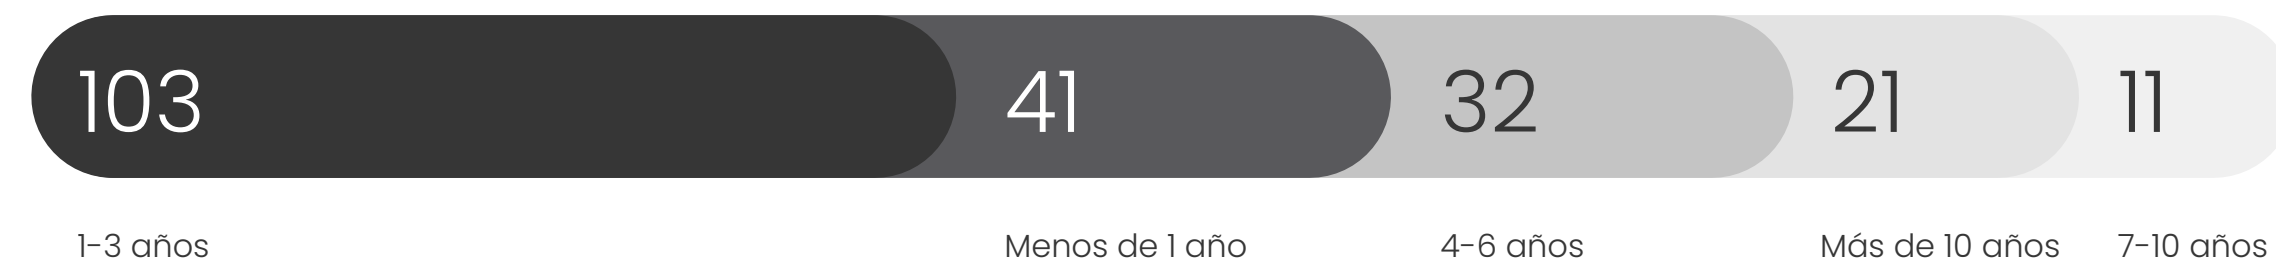 103 41 32 21 11
1-3 años Menos de 1 año 4-6 años Más de 10 años 7-10 años